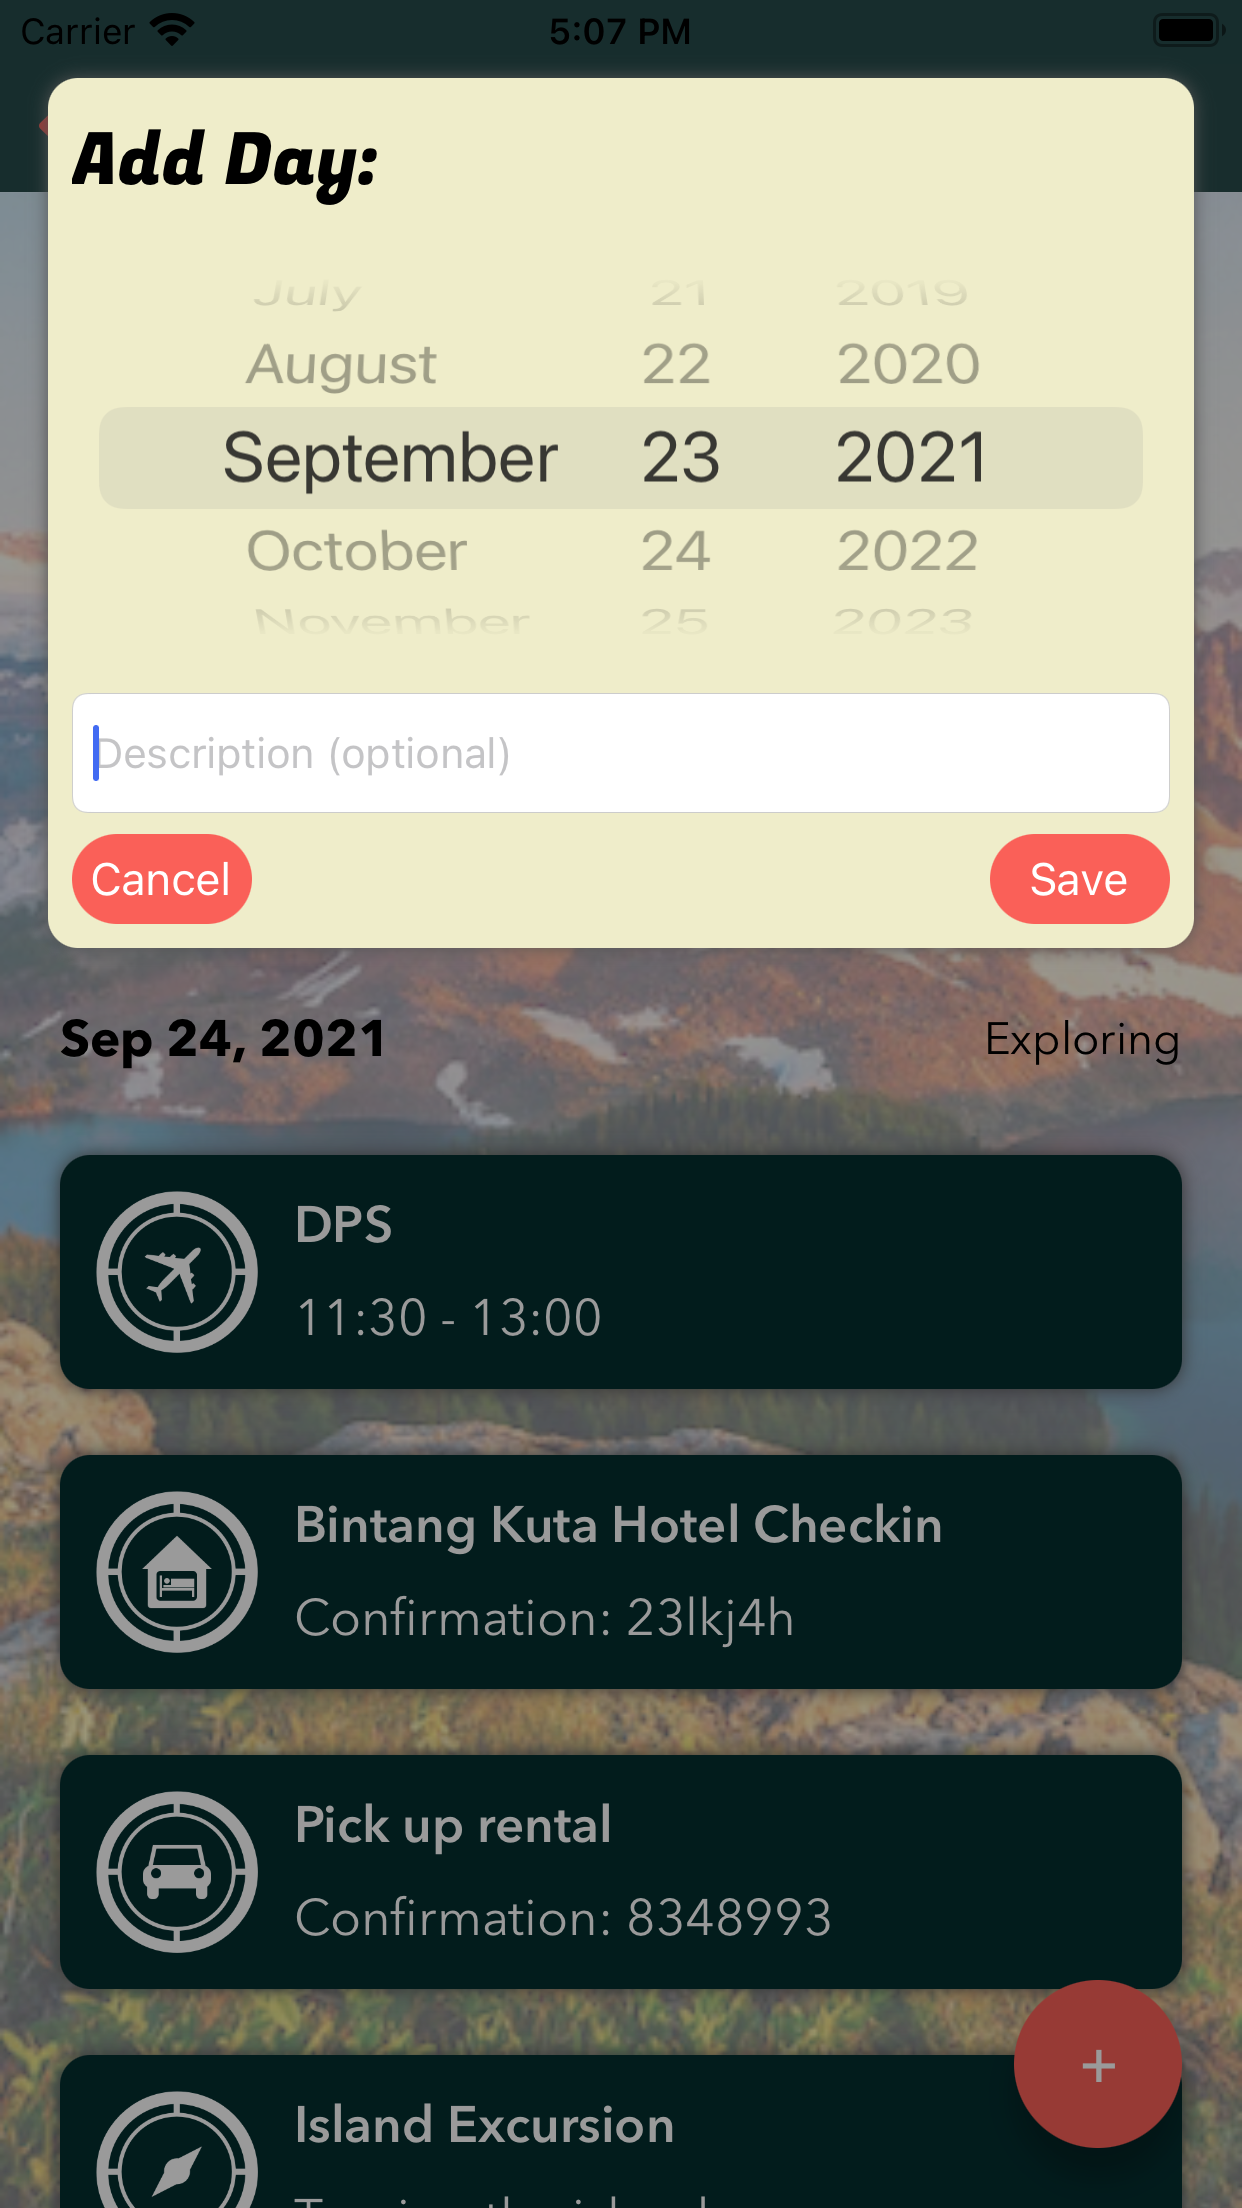 Carrier 5:07 PM
Add Day:
July 21 2019
August 22 2020
September 23 2021
October 24 2022
November 25 2023
Description (optional)
Cancel Save
Sep 24, 2021 Exploring
DPS
11:30 - 13:00
Bintang Kuta Hotel Checkin
Confirmation: 23lkj4h
Pick up rental
Confirmation: 8348993
+
Island Excursion